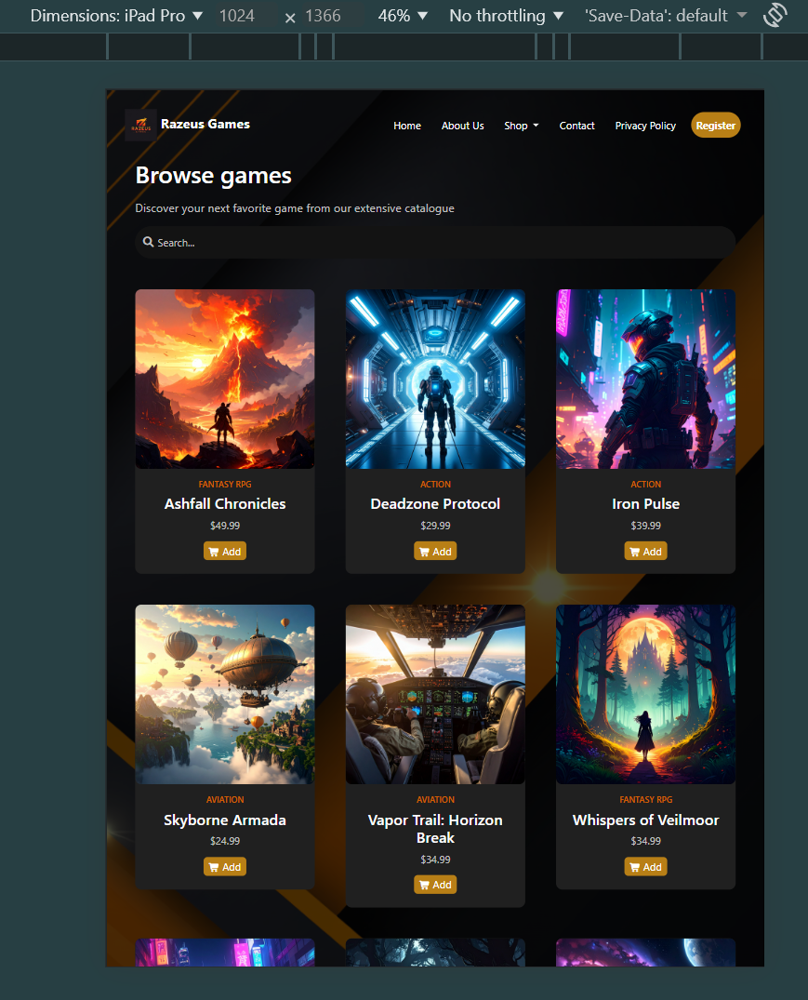 Dimensions: iPad Pro 1024 × 1366 46% No throttling 'Save-Data': default
RAZEUS
Razeus Games
Home About Us Shop Contact Privacy Policy Register
Browse games
Discover your next favorite game from our extensive catalogue
Search...
FANTASY RPG
Ashfall Chronicles
$49.99
Add
ACTION
Deadzone Protocol
$29.99
Add
ACTION
Iron Pulse
$39.99
Add
AVIATION
Skyborne Armada
$24.99
Add
AVIATION
Vapor Trail: Horizon
Break
$34.99
Add
FANTASY RPG
Whispers of Veilmoor
$34.99
Add